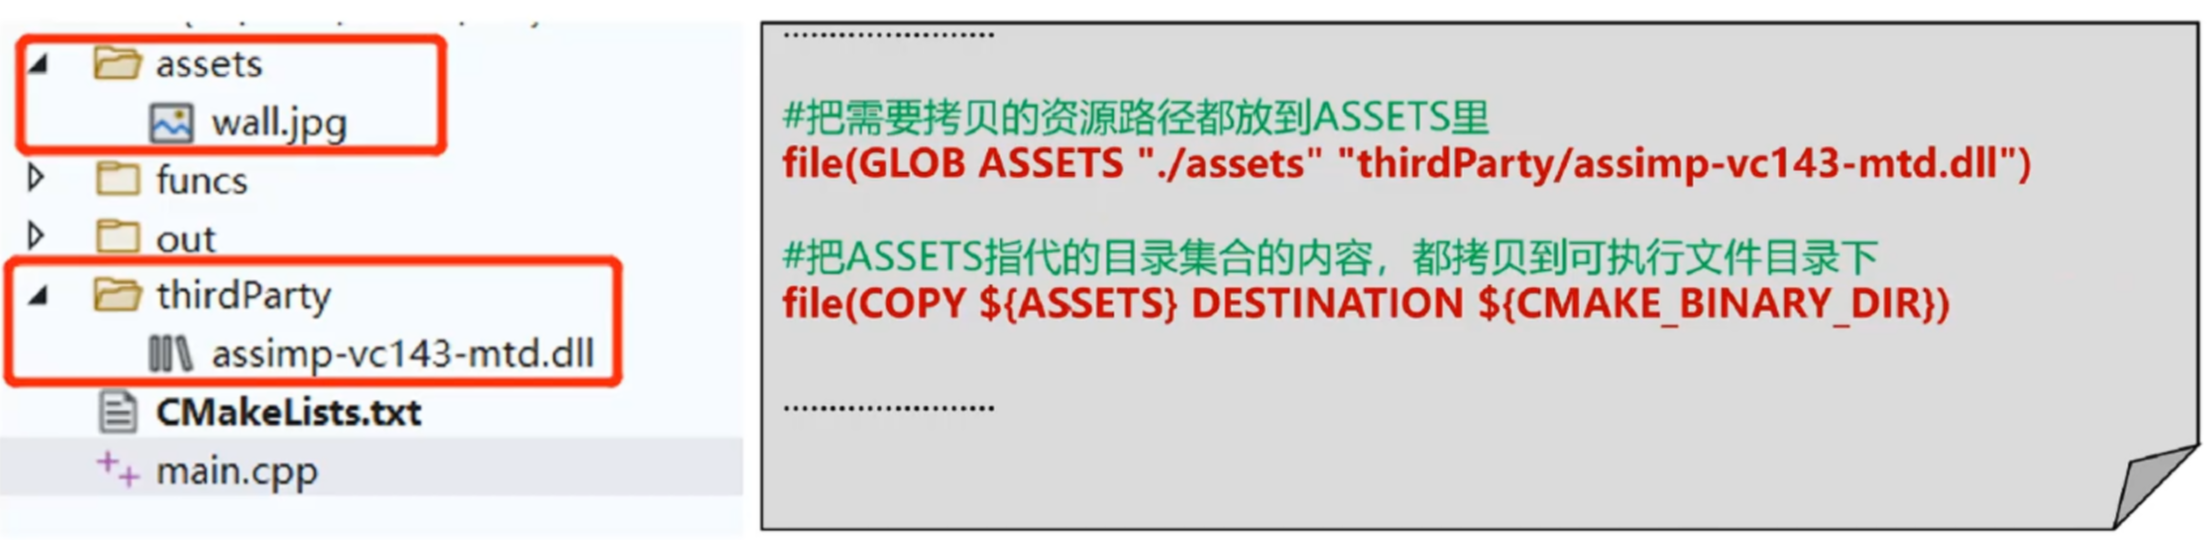 assets
wall.jpg
funcs
out
thirdParty
assimp-vc143-mtd.dll
CMakeLists.txt
main.cpp
........................
#把需要拷贝的资源路径都放到ASSETS里
file(GLOB ASSETS "./assets" "thirdParty/assimp-vc143-mtd.dll")
#把ASSETS指代的目录集合的内容，都拷贝到可执行文件目录下
file(COPY ${ASSETS} DESTINATION ${CMAKE_BINARY_DIR})
........................